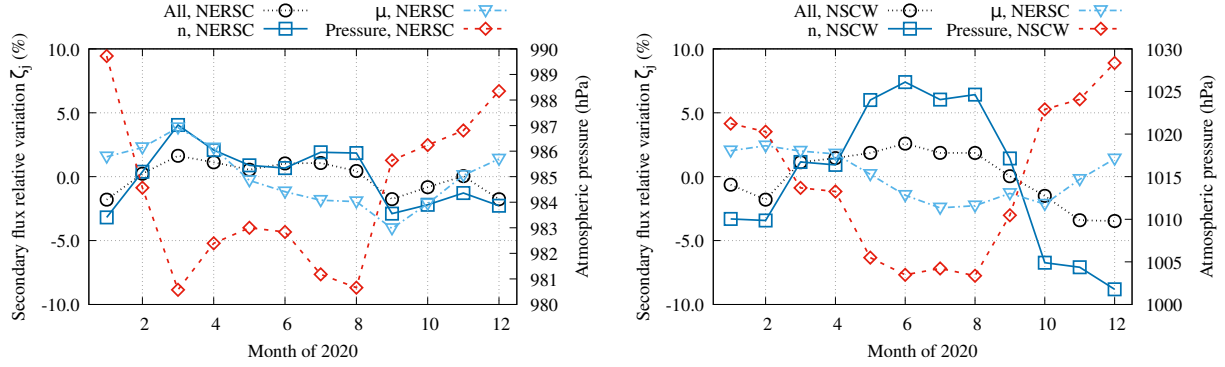 All, NERSC
μ, NERSC
n, NERSC
Pressure, NERSC
10.0
5.0
0.0
-5.0
-10.0
Secondary flux relative variation ζj (%)
990
989
988
987
986
985
984
983
982
981
980
Atmospheric pressure (hPa)
2 4 6 8 10 12
Month of 2020
All, NSCW
μ, NERSC
n, NSCW
Pressure, NSCW
10.0
5.0
0.0
-5.0
-10.0
Secondary flux relative variation ζj (%)
1030
1025
1020
1015
1010
1005
1000
Atmospheric pressure (hPa)
2 4 6 8 10 12
Month of 2020